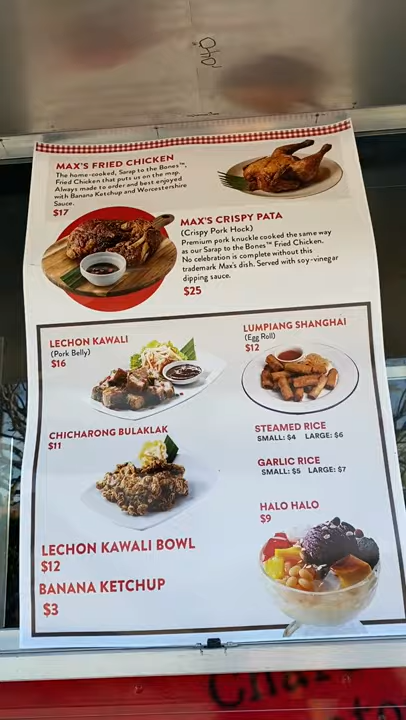 MAX'S FRIED CHICKEN
The home-cooked, Sarap to the Bones™,
Fried Chicken that puts us on the map.
Always made to order and best enjoyed
with Banana Ketchup and Worcestershire
Sauce.
$17
MAX'S CRISPY PATA
(Crispy Pork Hock)
Premium pork knuckle cooked the same way
as our Sarap to the Bones™ Fried Chicken.
No celebration is complete without this
trademark Max's dish. Served with soy-vinegar
dipping sauce.
$25
LECHON KAWALI
(Pork Belly)
$16
LUMPIANG SHANGHAI
(Egg Roll)
$12
CHICHARONG BULAKLAK
$11
STEAMED RICE
SMALL: $4 LARGE: $6
GARLIC RICE
SMALL: $5 LARGE: $7
HALO HALO
$9
LECHON KAWALI BOWL
$12
BANANA KETCHUP
$3